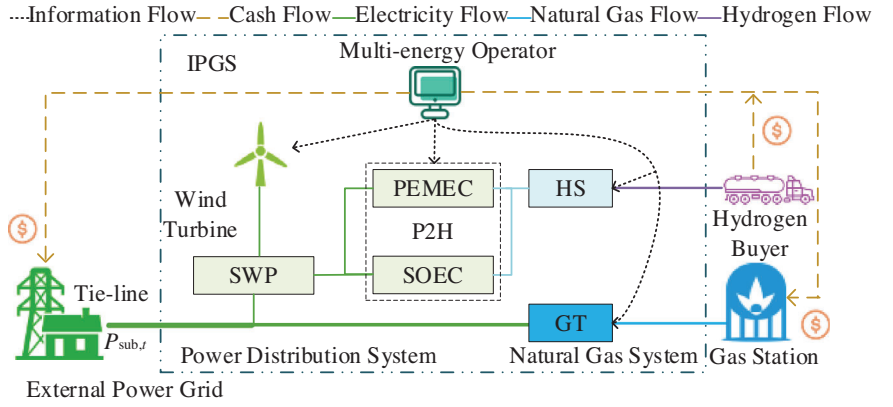 Information Flow Cash Flow Electricity Flow Natural Gas Flow Hydrogen Flow
IPGS
Multi-energy Operator
$
Wind
Turbine
PEMEC
HS
P2H
Hydrogen
Buyer
$
SWP
SOEC
Tie-line
P_sub,t
GT
$
Power Distribution System
Natural Gas System
Gas Station
External Power Grid